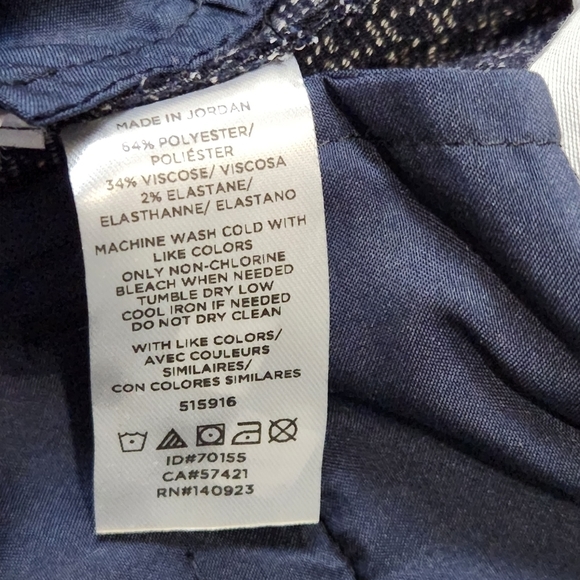 MADE IN JORDAN
64% POLYESTER/
POLIÉSTER
34% VISCOSE/ VISCOSA
2% ELASTANE/
ELASTHANNE/ ELASTANO
MACHINE WASH COLD WITH
LIKE COLORS
ONLY NON-CHLORINE
BLEACH WHEN NEEDED
TUMBLE DRY LOW
COOL IRON IF NEEDED
DO NOT DRY CLEAN
WITH LIKE COLORS/
AVEC COULEURS
SIMILAIRES/
CON COLORES SIMILARES
515916
ID#70155
CA#57421
RN#140923